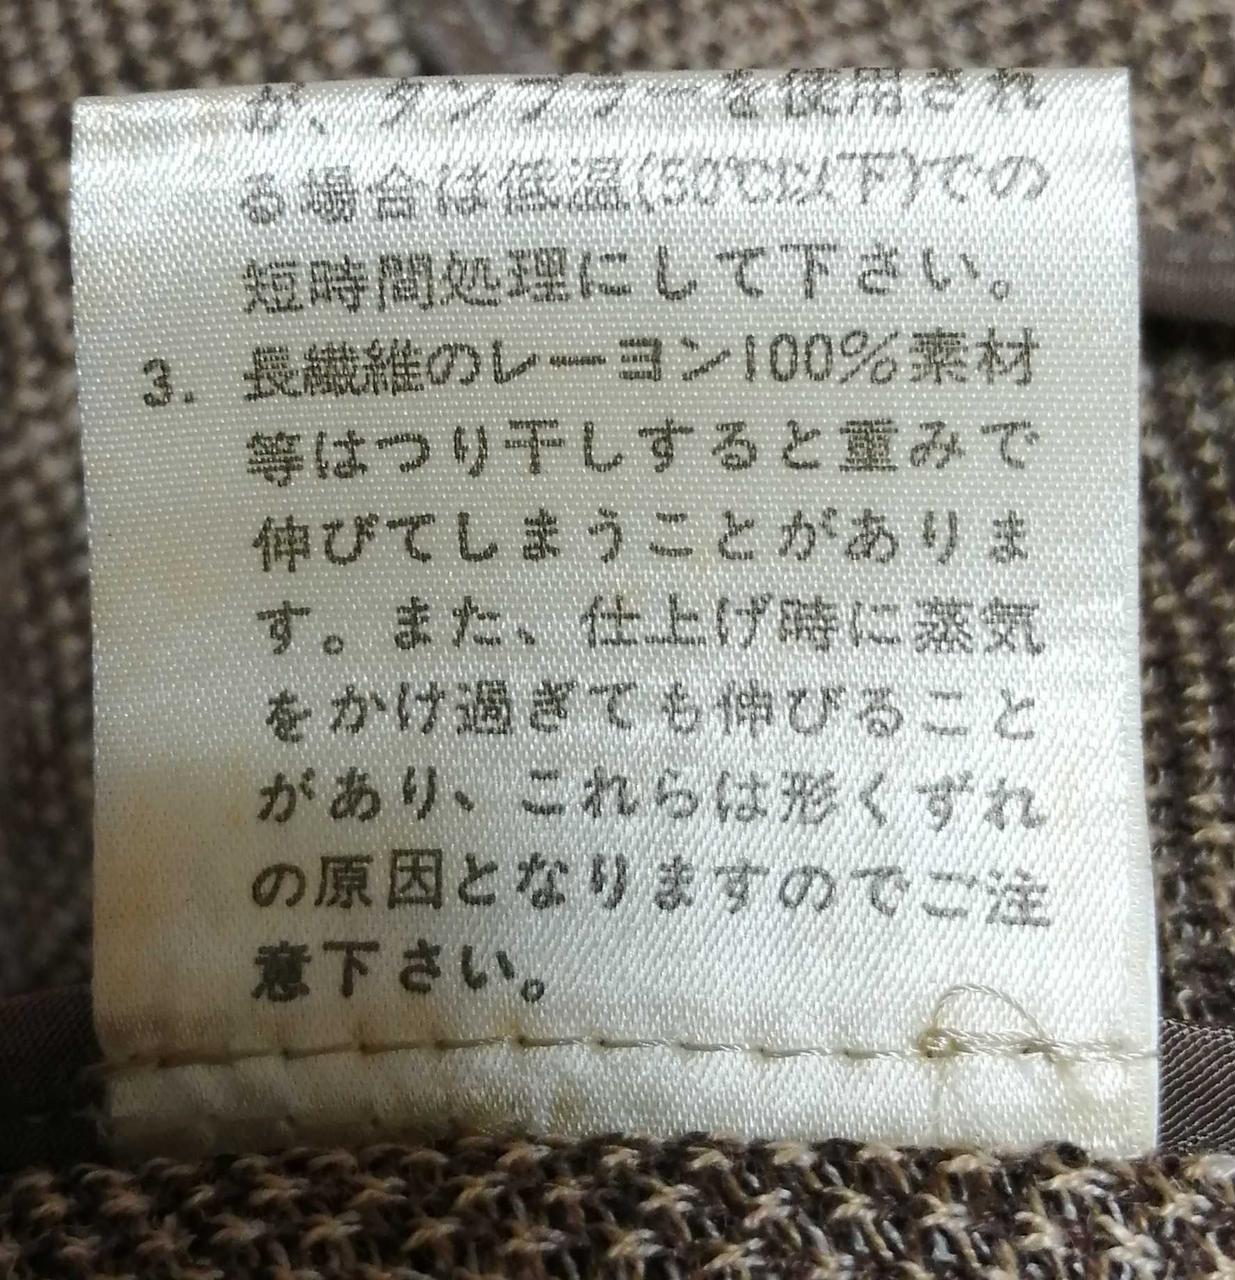 が、タンブラーを使用され
る場合は低温(50℃以下)での
短時間処理にして下さい。
3. 長繊維のレーヨン100%素材
等はつり干しすると重みで
伸びてしまうことがありま
す。また、仕上げ時に蒸気
をかけ過ぎても伸びること
があり、これらは形くずれ
の原因となりますのでご注
意下さい。